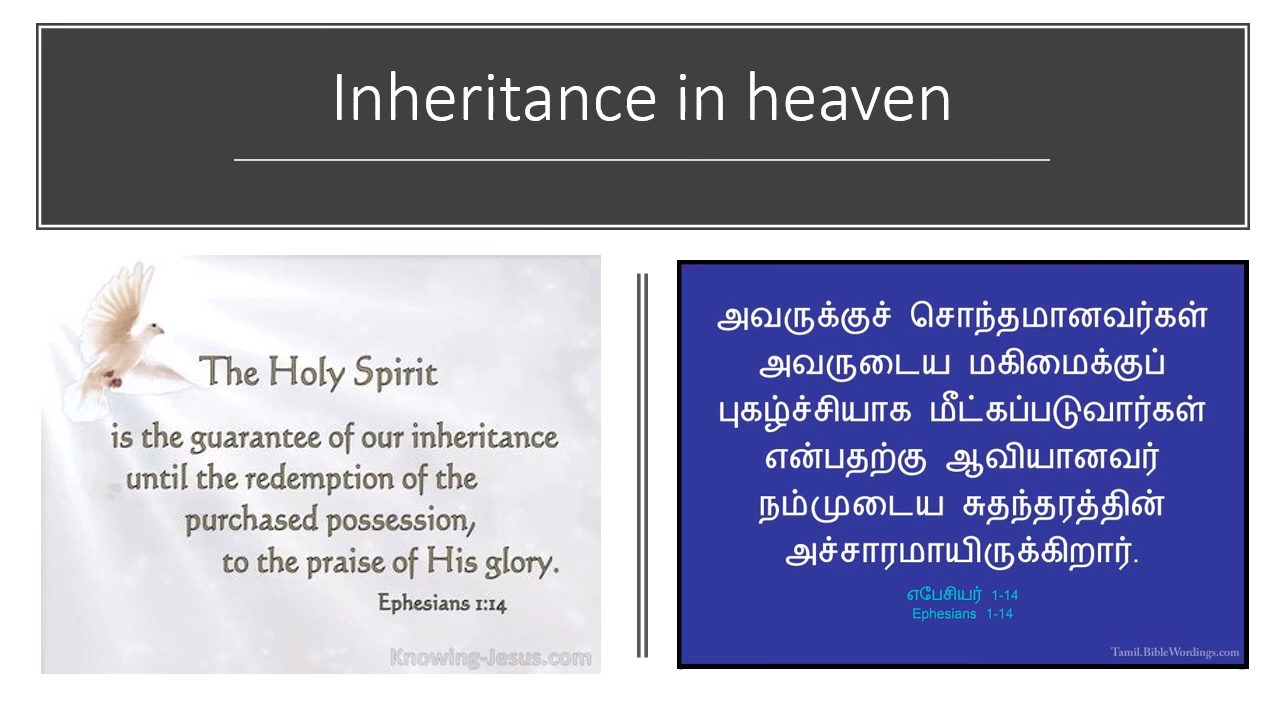 Inheritance in heaven
The Holy Spirit
is the guarantee of our inheritance
until the redemption of the
purchased possession,
to the praise of His glory.
Ephesians 1:14
Knowing-Jesus.com
அவருக்குச் சொந்தமானவர்கள்
அவருடைய மகிமைக்குப்
புகழ்ச்சியாக மீட்கப்படுவார்கள்
என்பதற்கு ஆவியானவர்
நம்முடைய சுதந்தரத்தின்
அச்சாரமாயிருக்கிறார்.
எபேசியர் 1-14
Ephesians 1-14
Tamil.BibleWordings.com